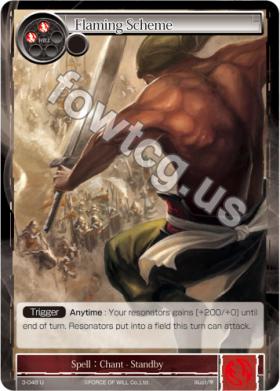 Flaming Scheme
WILL
fowtcg.us
Trigger Anytime : Your resonators gains [+200/+0] until
end of turn. Resonators put into a field this turn can attack.
Spell : Chant - Standby
3-048 U
©FORCE OF WILL Co.,Ltd.